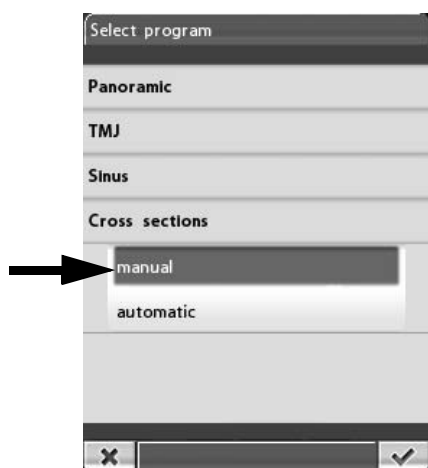 Select program
Panoramic
TMJ
Sinus
Cross sections
manual
automatic